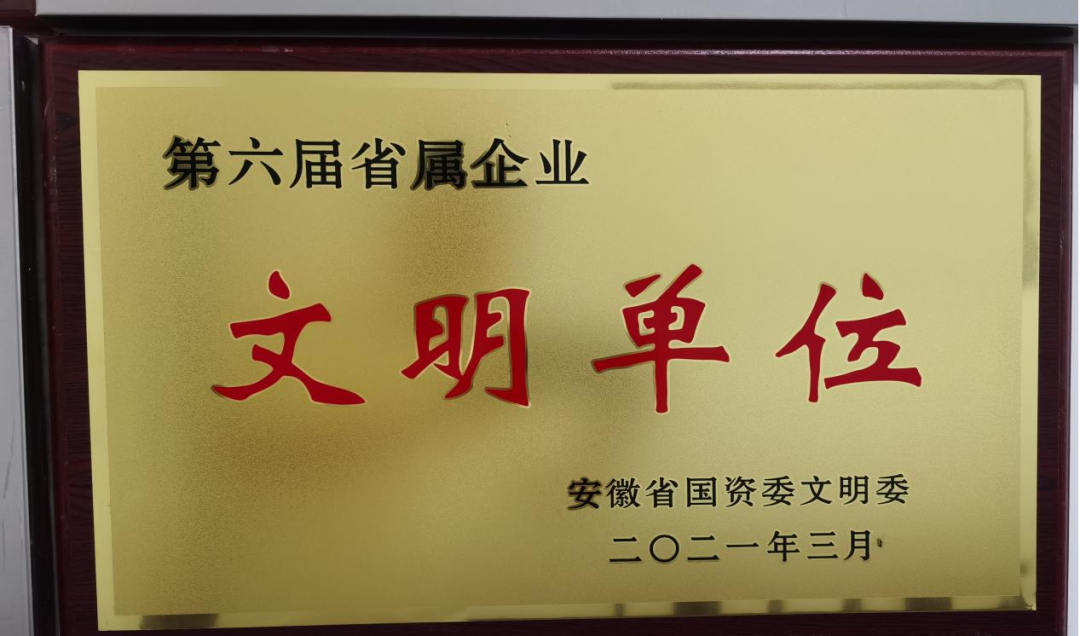 第六届省属企业
文明单位
安徽省国资委文明委
二〇二一年三月